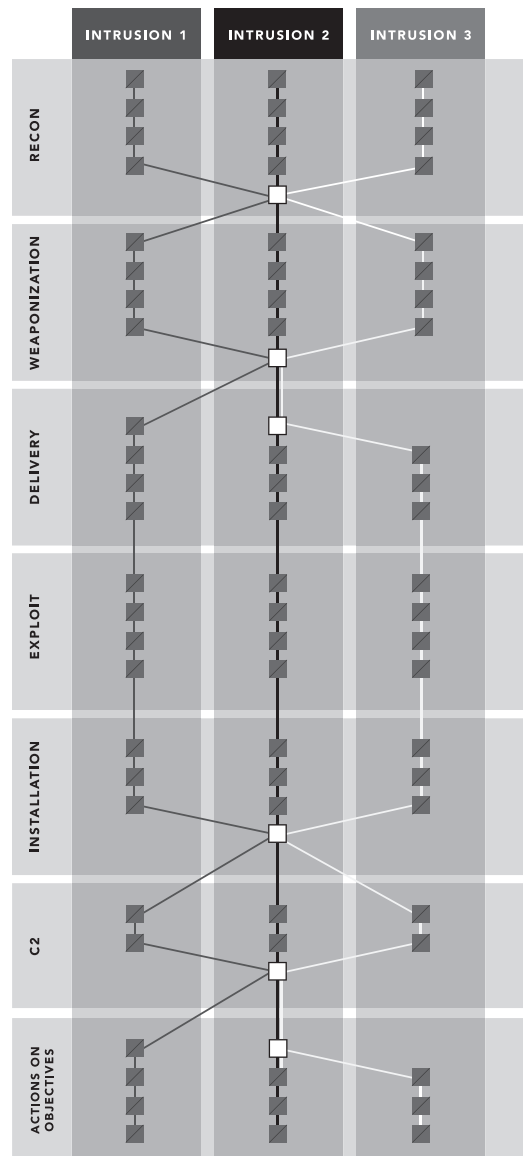 INTRUSION 1
INTRUSION 2
INTRUSION 3
RECON
WEAPONIZATION
DELIVERY
EXPLOIT
INSTALLATION
C2
ACTIONS ON
OBJECTIVES